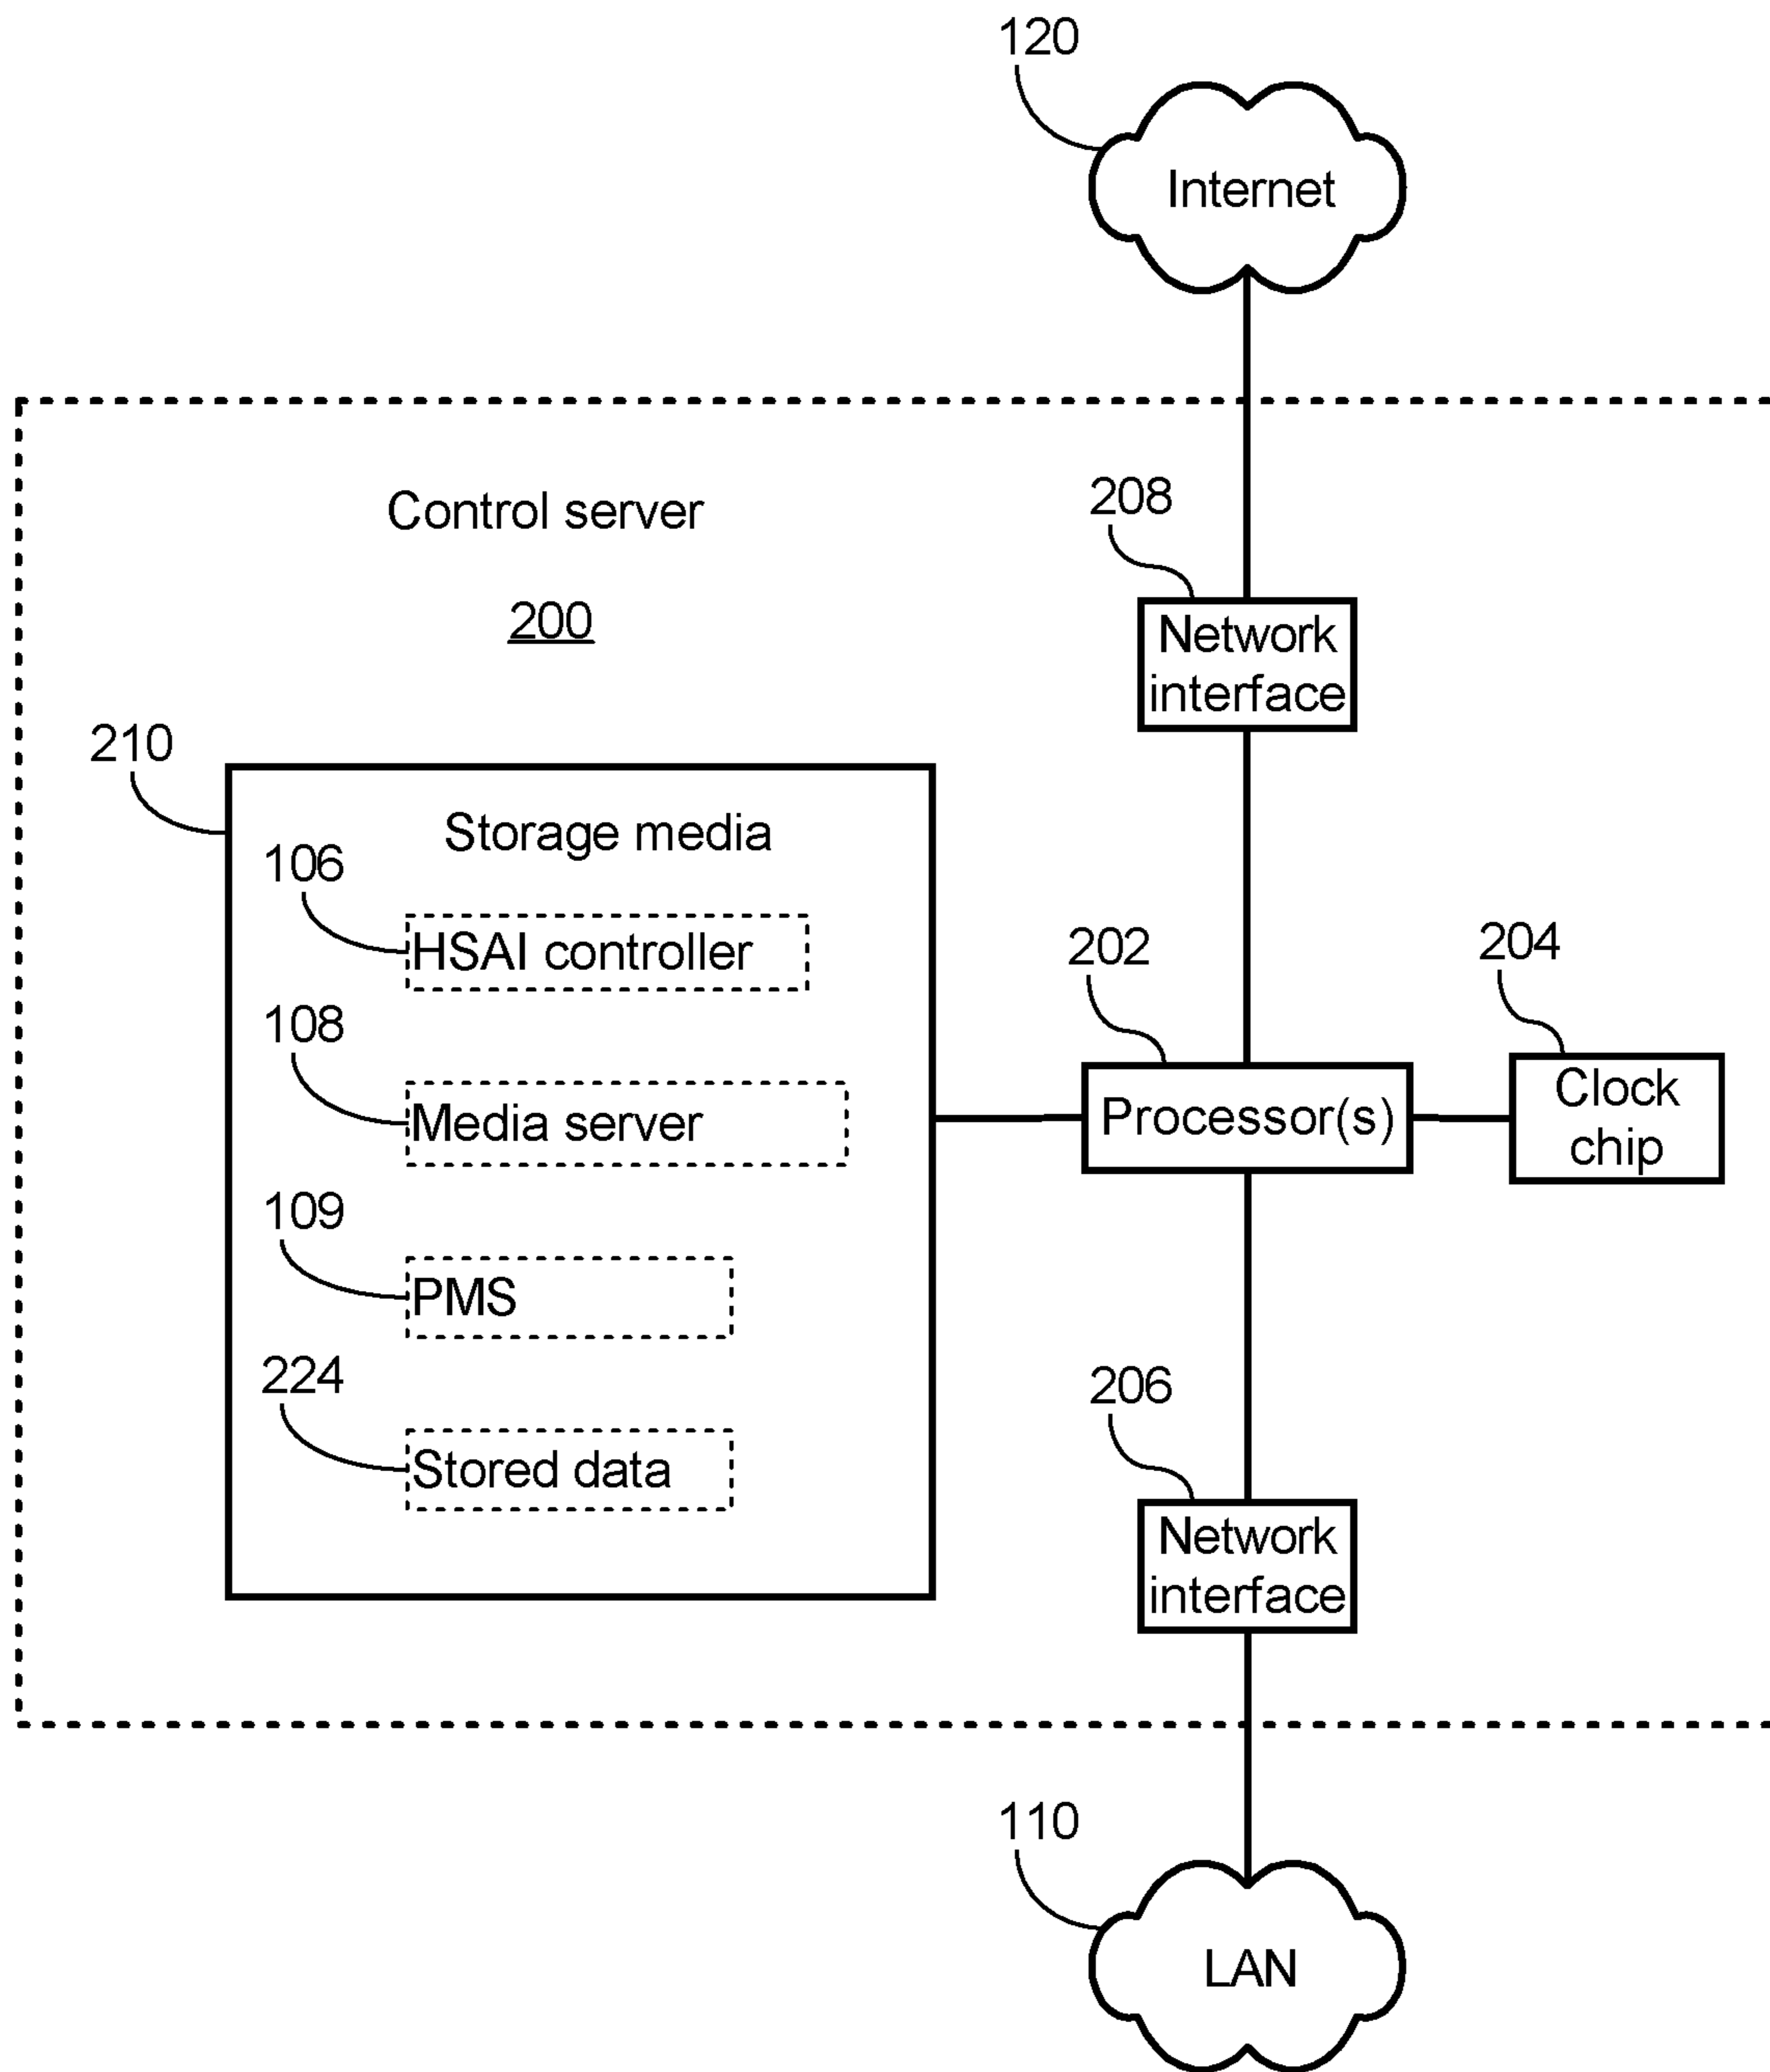 120
Internet
Control server
200
208
Network
interface
210
Storage media
106
HSAI controller
108
Media server
109
PMS
224
Stored data
202
Processor(s)
204
Clock
chip
206
Network
interface
110
LAN